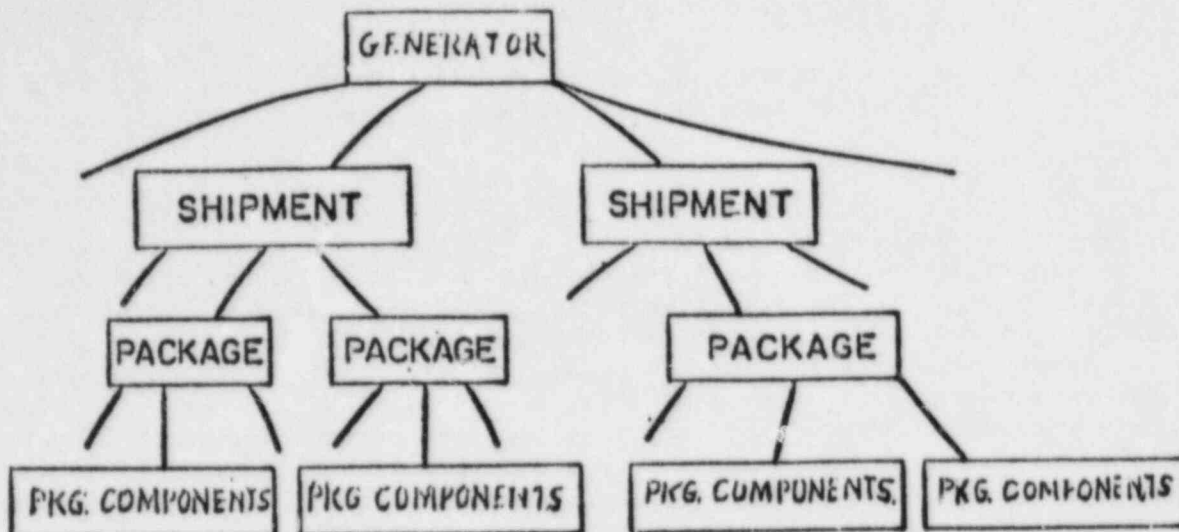 GENERATOR
SHIPMENT
SHIPMENT
PACKAGE
PACKAGE
PACKAGE
PKG. COMPONENTS
PKG COMPONENTS
PKG. COMPONENTS.
PKG. COMPONENTS